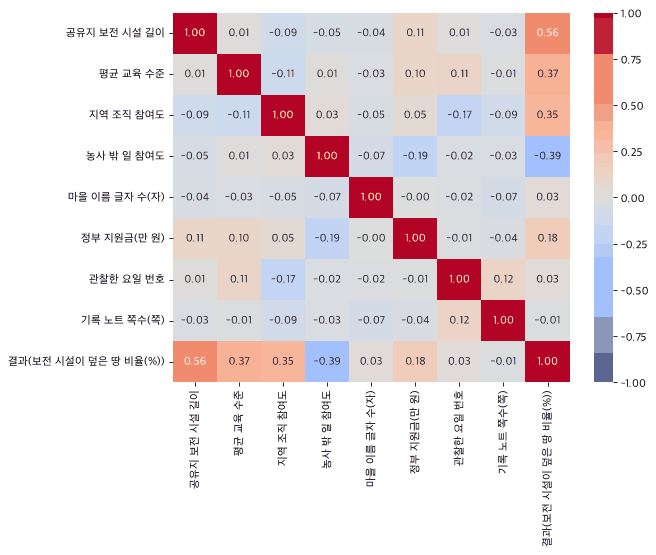 공유지 보전 시설 길이 1.00 0.01 -0.09 -0.05 -0.04 0.11 0.01 -0.03 0.56
평균 교육 수준 0.01 1.00 -0.11 0.01 -0.03 0.10 0.11 -0.01 0.37
지역 조직 참여도 -0.09 -0.11 1.00 0.03 -0.05 0.05 -0.17 -0.09 0.35
농사 밖 일 참여도 -0.05 0.01 0.03 1.00 -0.07 -0.19 -0.02 -0.03 -0.39
마을 이름 글자 수(자) -0.04 -0.03 -0.05 -0.07 1.00 -0.00 -0.02 -0.07 0.03
정부 지원금(만 원) 0.11 0.10 0.05 -0.19 -0.00 1.00 -0.01 -0.04 0.18
관찰한 요일 번호 0.01 0.11 -0.17 -0.02 -0.02 -0.01 1.00 0.12 0.03
기록 노트 쪽수(쪽) -0.03 -0.01 -0.09 -0.03 -0.07 -0.04 0.12 1.00 -0.01
결과(보전 시설이 덮은 땅 비율(%)) 0.56 0.37 0.35 -0.39 0.03 0.18 0.03 -0.01 1.00
공유지 보전 시설 길이
평균 교육 수준
지역 조직 참여도
농사 밖 일 참여도
마을 이름 글자 수(자)
정부 지원금(만 원)
관찰한 요일 번호
기록 노트 쪽수(쪽)
결과(보전 시설이 덮은 땅 비율(%))
1.00
0.75
0.50
0.25
0.00
-0.25
-0.50
-0.75
-1.00